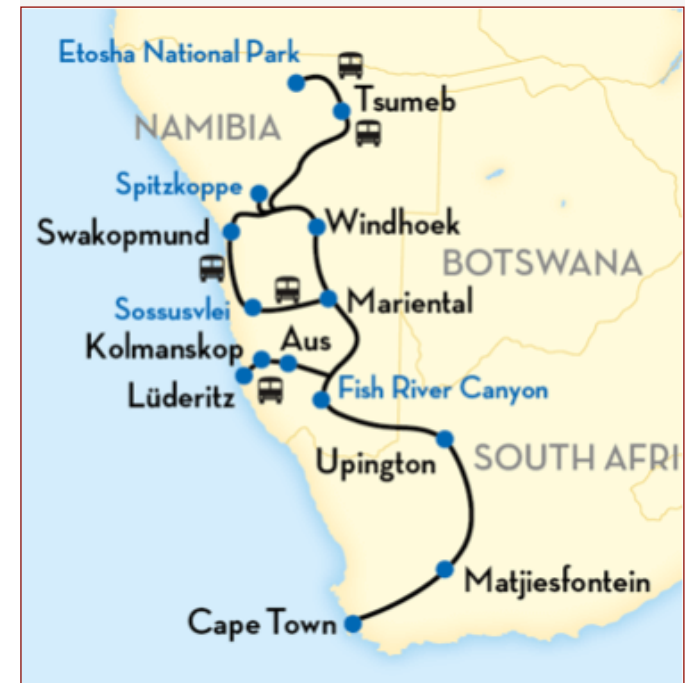 Etosha National Park
Tsumeb
NAMIBIA
Spitzkoppe
Swakopmund
Windhoek
BOTSWANA
Sossusvlei
Mariental
Kolmanskop
Aus
Lüderitz
Fish River Canyon
Upington
SOUTH AFRI
Matjiesfontein
Cape Town